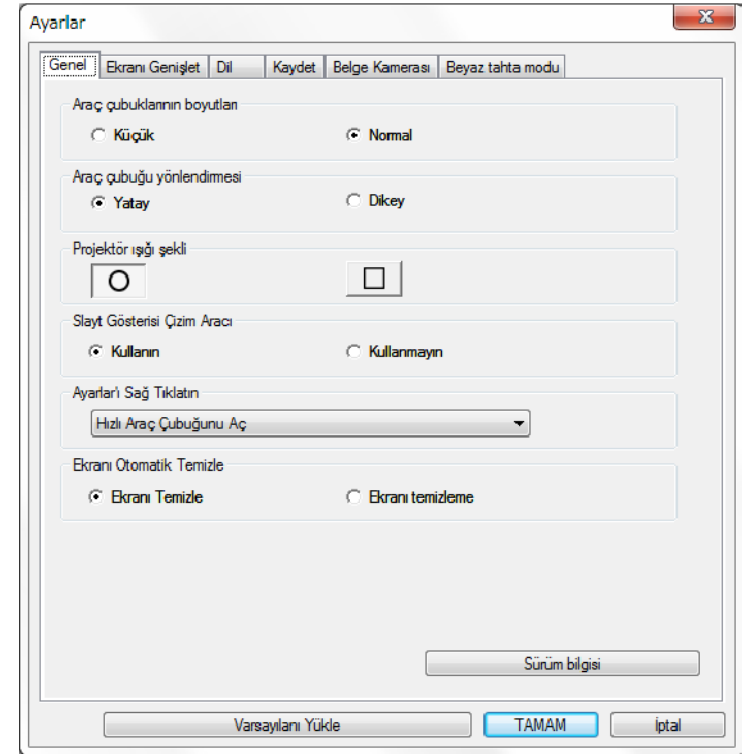 Ayarlar
Genel Ekranı Genişlet Dil Kaydet Belge Kamerası Beyaz tahta modu
Araç çubuklarının boyutları
Küçük Normal
Araç çubuğu yönlendirmesi
Yatay Dikey
Projektör ışığı şekli
Slayt Gösterisi Çizim Aracı
Kullanın Kullanmayın
Ayarlar'ı Sağ Tıklatın
Hızlı Araç Çubuğunu Aç
Ekranı Otomatik Temizle
Ekranı Temizle Ekranı temizleme
Sürüm bilgisi
Varsayılanı Yükle TAMAM İptal